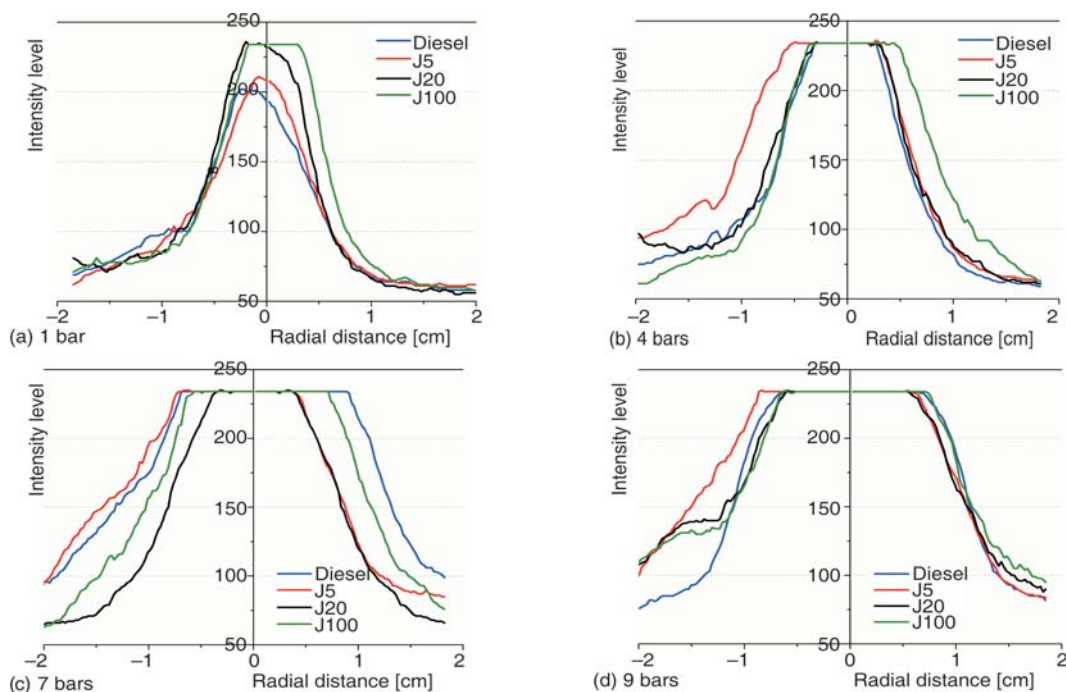 Intensity level
250
200
150
100
50
Diesel
J5
J20
J100
−2
−1
0
1
2
(a) 1 bar
Radial distance [cm]
Intensity level
250
200
150
100
50
Diesel
J5
J20
J100
−2
−1
0
1
2
(b) 4 bars
Radial distance [cm]
Intensity level
250
200
150
100
50
Diesel
J5
J20
J100
−2
−1
0
1
2
(c) 7 bars
Radial distance [cm]
Intensity level
250
200
150
100
50
Diesel
J5
J20
J100
−2
−1
0
1
2
(d) 9 bars
Radial distance [cm]